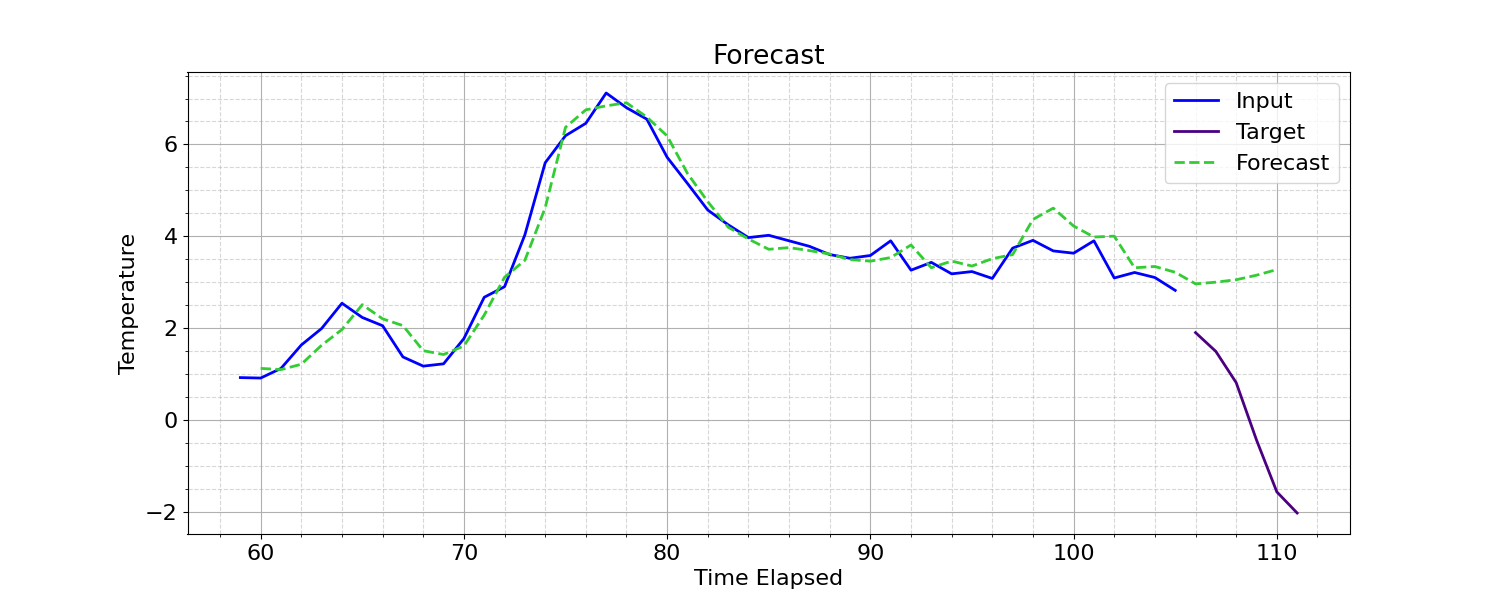 Forecast
Input
Target
Forecast
Temperature
6
4
2
0
−2
60 70 80 90 100 110
Time Elapsed